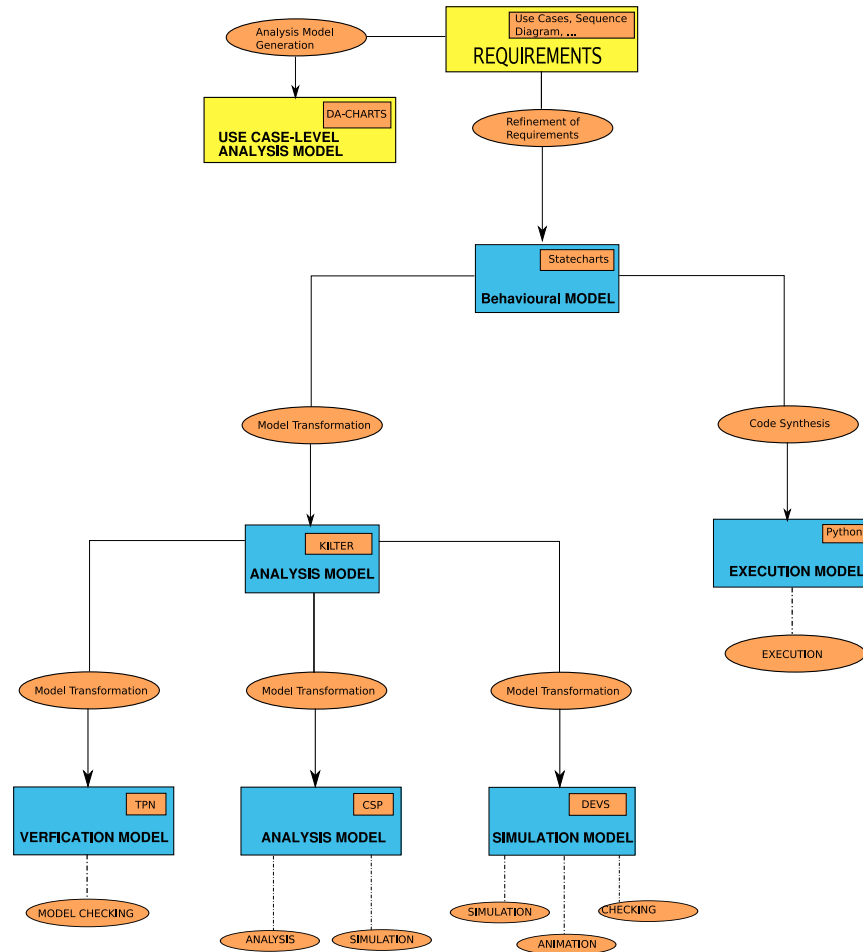 Use Cases, Sequence
Diagram, ...
REQUIREMENTS
Analysis Model
Generation
DA-CHARTS
USE CASE-LEVEL
ANALYSIS MODEL
Refinement of
Requirements
Statecharts
Behavioural MODEL
Model Transformation
Code Synthesis
KILTER
ANALYSIS MODEL
Python
EXECUTION MODEL
EXECUTION
Model Transformation
Model Transformation
Model Transformation
TPN
VERFICATION MODEL
CSP
ANALYSIS MODEL
DEVS
SIMULATION MODEL
MODEL CHECKING
ANALYSIS
SIMULATION
SIMULATION
ANIMATION
CHECKING